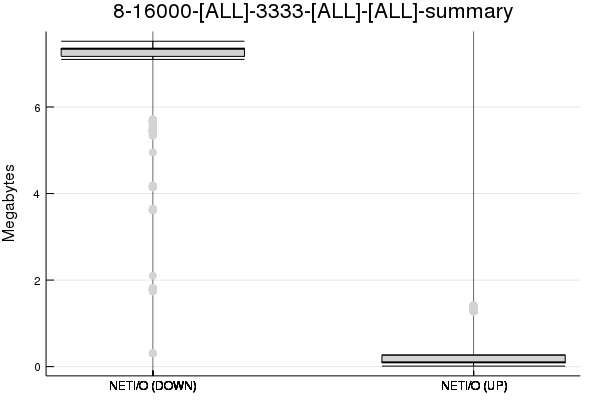 8-16000-[ALL]-3333-[ALL]-[ALL]-summary
Megabytes
6
4
2
0
NETI/O (DOWN)
NETI/O (UP)